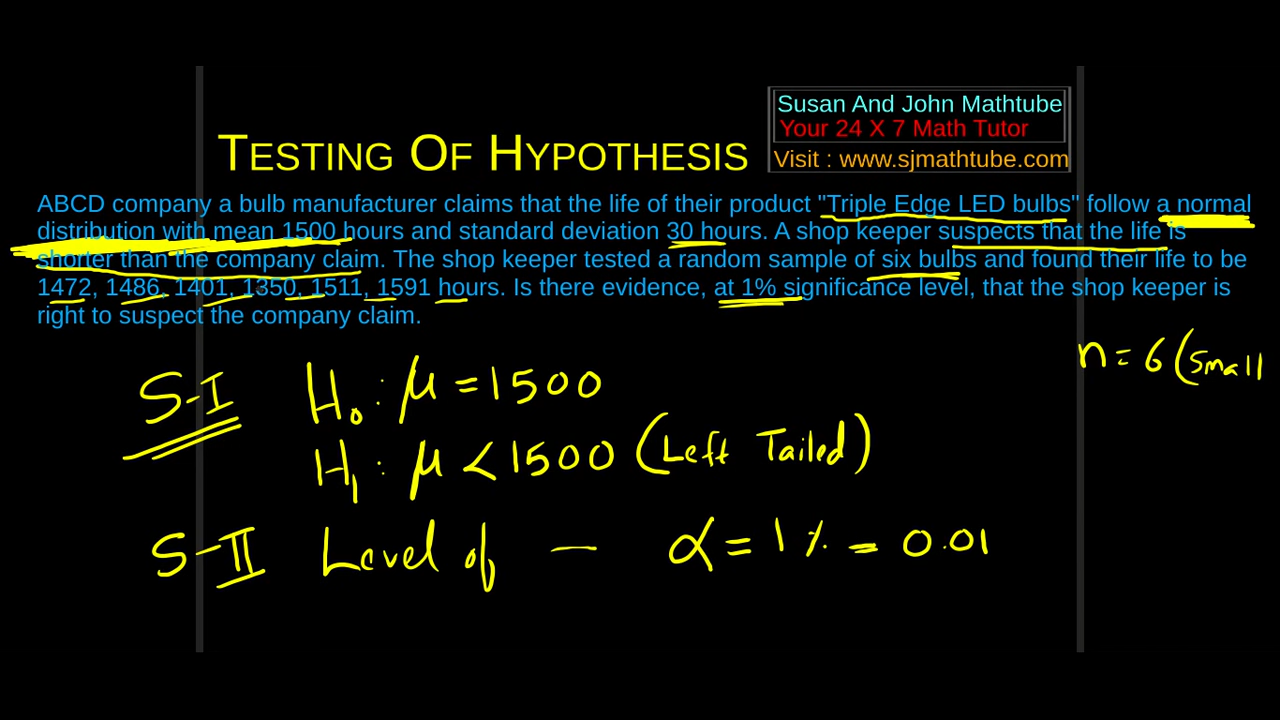 Susan And John Mathtube
Your 24 X 7 Math Tutor
Visit : www.sjmathtube.com
TESTING OF HYPOTHESIS
ABCD company a bulb manufacturer claims that the life of their product "Triple Edge LED bulbs" follow a normal
distribution with mean 1500 hours and standard deviation 30 hours. A shop keeper suspects that the life is
shorter than the company claim. The shop keeper tested a random sample of six bulbs and found their life to be
1472, 1486, 1401, 1350, 1511, 1591 hours. Is there evidence, at 1% significance level, that the shop keeper is
right to suspect the company claim.
n = 6 (Small
S-I H₀ : μ = 1500
H₁ : μ < 1500 (Left Tailed)
S-II Level of — α = 1 % = 0.01